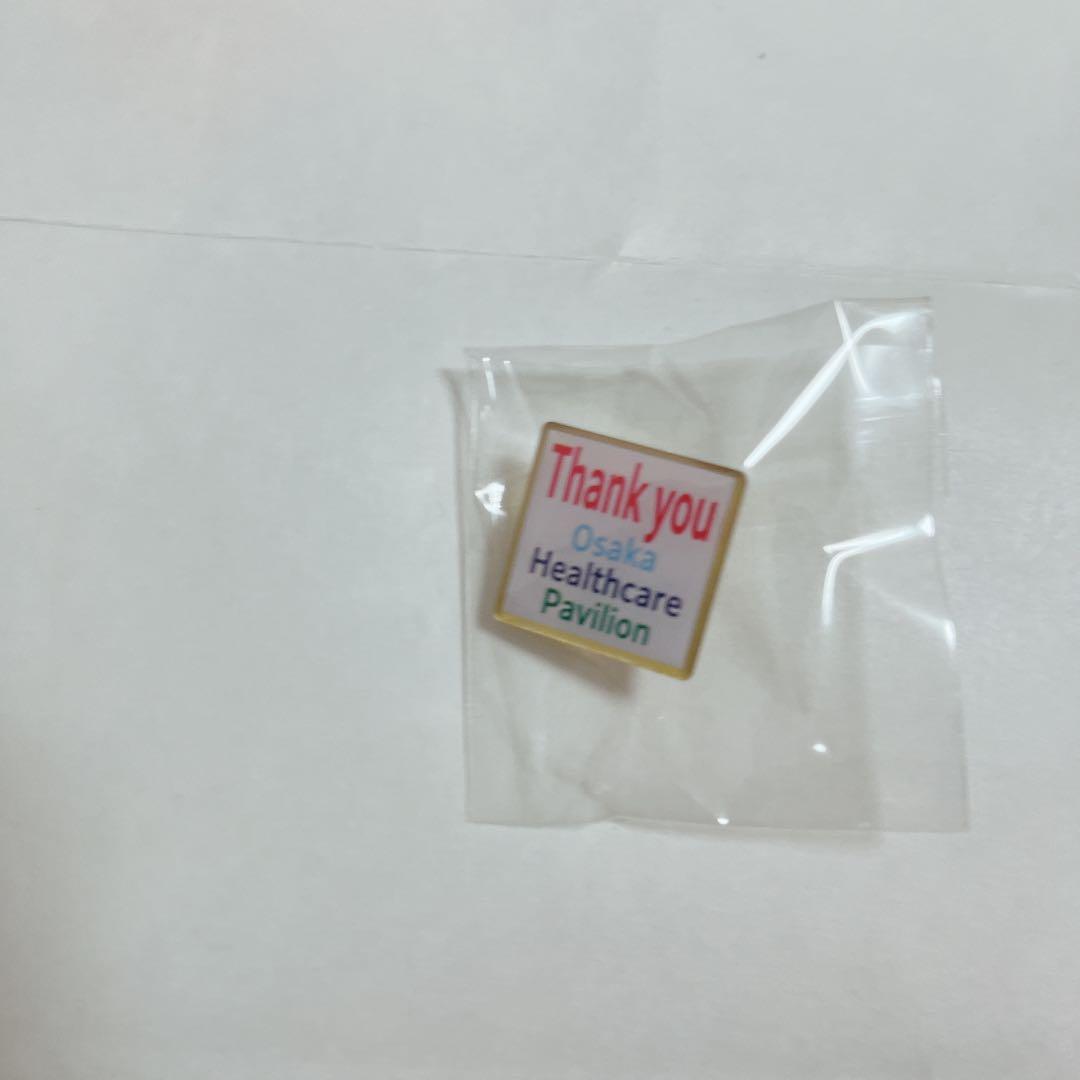 Thank you
Osaka
Healthcare
Pavilion